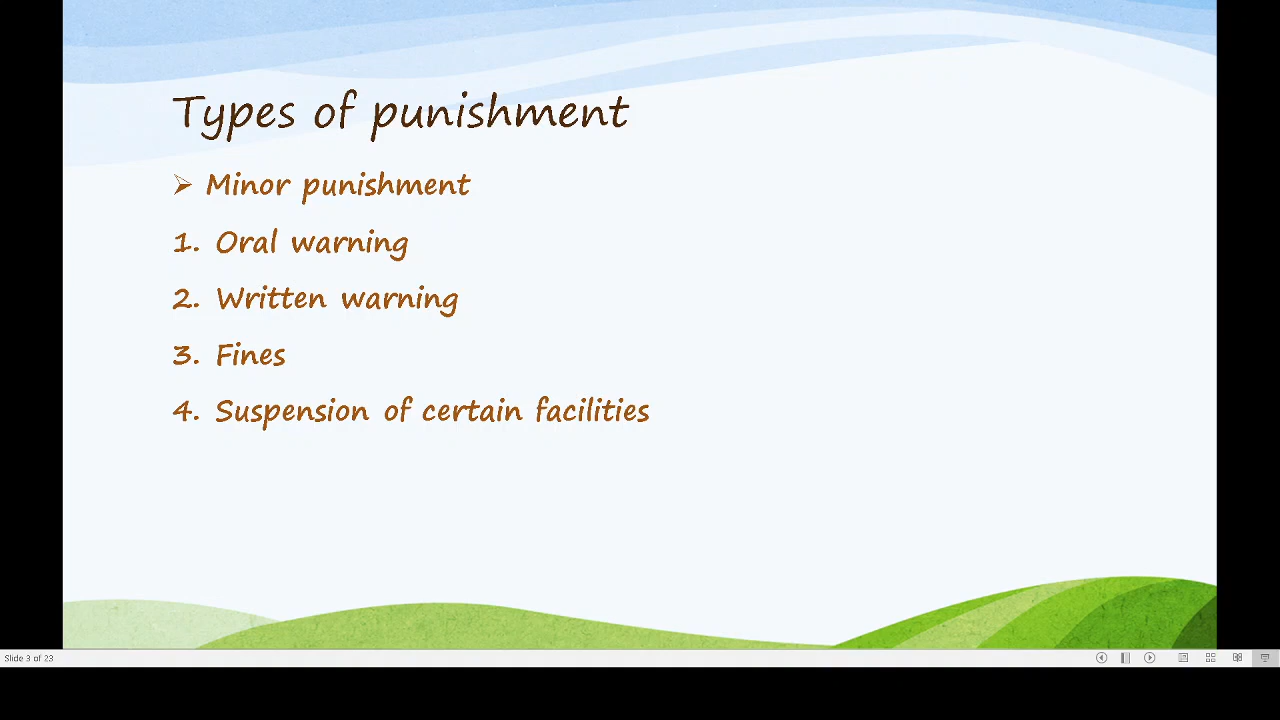 Types of punishment
➢ Minor punishment
1. Oral warning
2. Written warning
3. Fines
4. Suspension of certain facilities
Slide 3 of 23